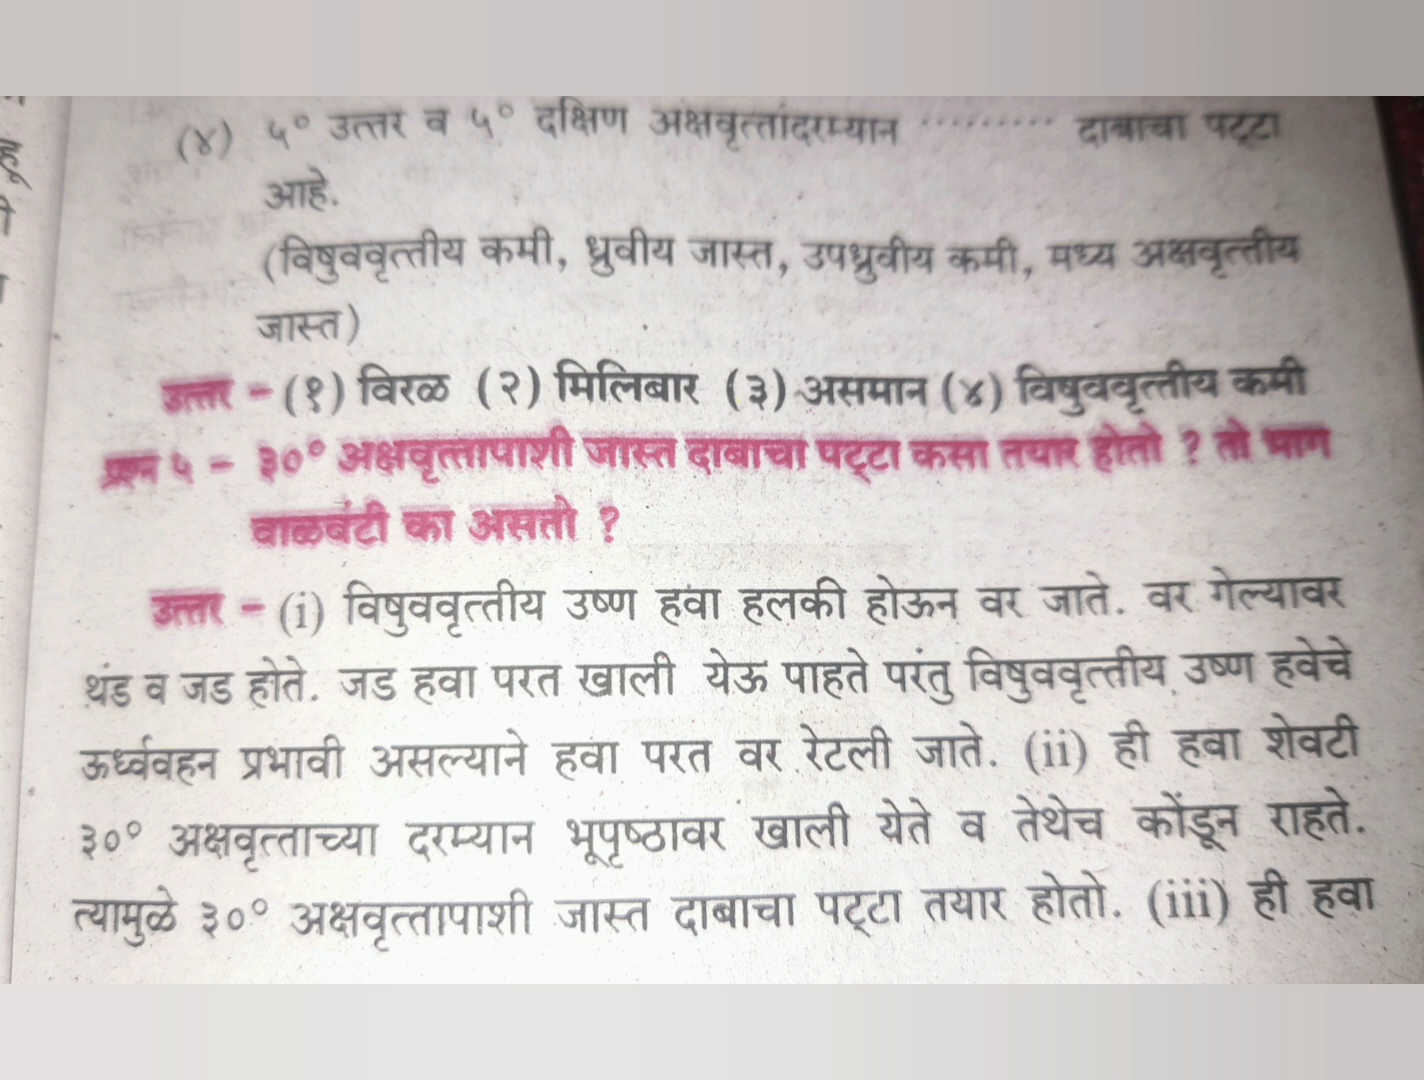 (४) ५° उत्तर व ५° दक्षिण अक्षवृत्तांदरम्यान .......... दाबाचा पट्टा
आहे.
(विषुववृत्तीय कमी, ध्रुवीय जास्त, उपध्रुवीय कमी, मध्य अक्षवृत्तीय
जास्त)
उत्तर - (१) विरळ (२) मिलिबार (३) असमान (४) विषुववृत्तीय कमी
प्रश्न ५ - ३०° अक्षवृत्तापाशी जास्त दाबाचा पट्टा कसा तयार होतो ? तो भाग
वाळवंटी का असतो ?
उत्तर - (i) विषुववृत्तीय उष्ण हवा हलकी होऊन वर जाते. वर गेल्यावर
थंड व जड होते. जड हवा परत खाली येऊ पाहते परंतु विषुववृत्तीय उष्ण हवेचे
ऊर्ध्ववहन प्रभावी असल्याने हवा परत वर रेटली जाते. (ii) ही हवा शेवटी
३०° अक्षवृत्ताच्या दरम्यान भूपृष्ठावर खाली येते व तेथेच कोंडून राहते.
त्यामुळे ३०° अक्षवृत्तापाशी जास्त दाबाचा पट्टा तयार होतो. (iii) ही हवा